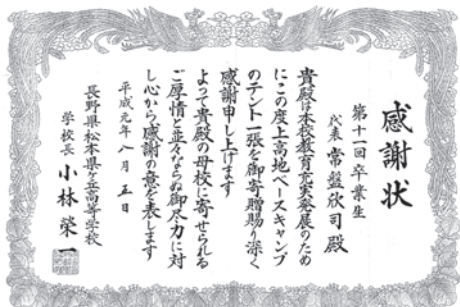 感謝状
第十一回卒業生
代表 常盤欣司殿
貴殿は本校教育充実発展のため
にこの度上高地ベースキャンプ
のテント一張を御寄贈賜り深く
感謝申し上げます
よって貴殿の母校に寄せられる
ご厚情と並々ならぬ御尽力に対
し心から感謝の意を表します
平成元年八月五日
長野県松本県ヶ丘高等学校
学校長 小林榮一